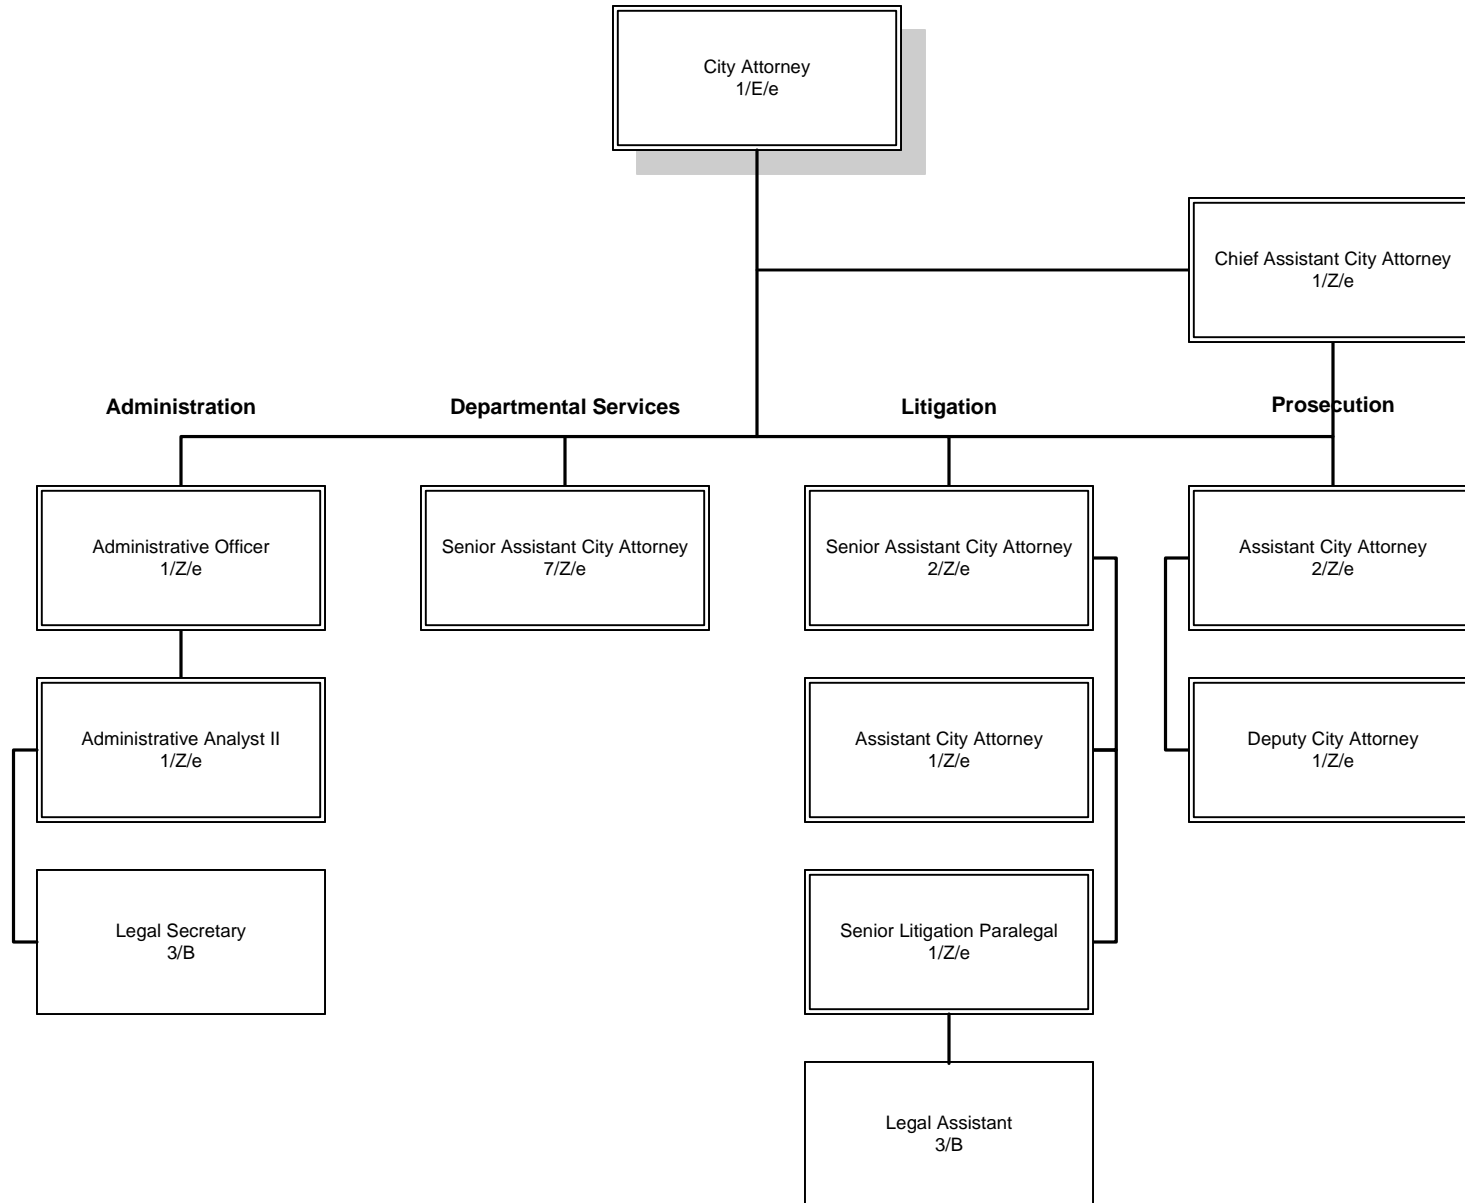 City Attorney
1/E/e
Chief Assistant City Attorney
1/Z/e
Administration
Departmental Services
Litigation
Prosecution
Administrative Officer
1/Z/e
Senior Assistant City Attorney
7/Z/e
Senior Assistant City Attorney
2/Z/e
Assistant City Attorney
2/Z/e
Administrative Analyst II
1/Z/e
Assistant City Attorney
1/Z/e
Deputy City Attorney
1/Z/e
Legal Secretary
3/B
Senior Litigation Paralegal
1/Z/e
Legal Assistant
3/B